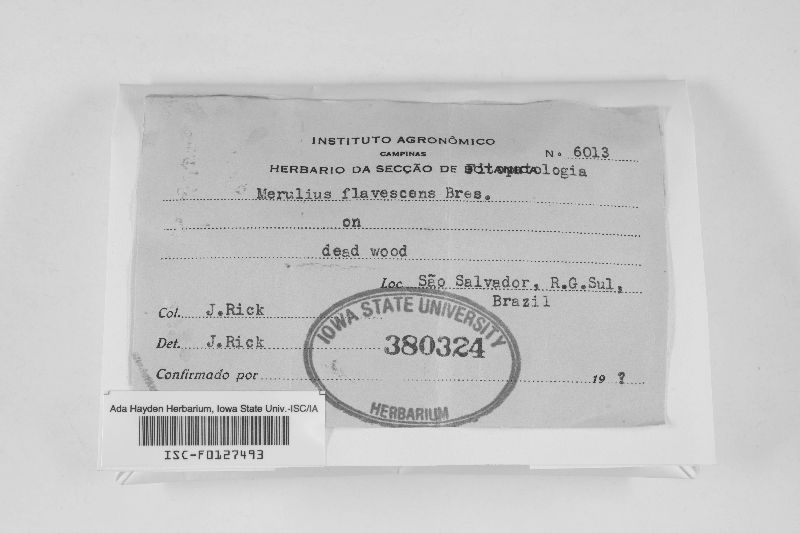 INSTITUTO AGRONÔMICO
CAMPINAS
Nº 6013
HERBARIO DA SECÇÃO DE Fitopatologia
Merulius flavescens Bres.
on
dead wood
Loc. São Salvador, R.G.Sul,
Brazil
Col. J.Rick
Det. J.Rick
Confirmado por 19 ?
IOWA STATE UNIVERSITY
380324
HERBARIUM
Ada Hayden Herbarium, Iowa State Univ.-ISC/IA
ISC-F0127493